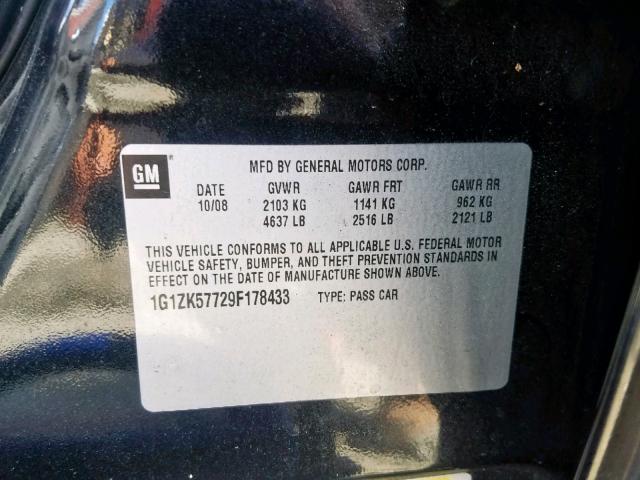 GM ®
MFD BY GENERAL MOTORS CORP.
DATE GVWR GAWR FRT GAWR RR
10/08 2103 KG 1141 KG 962 KG
4637 LB 2516 LB 2121 LB
THIS VEHICLE CONFORMS TO ALL APPLICABLE U.S. FEDERAL MOTOR
VEHICLE SAFETY, BUMPER, AND THEFT PREVENTION STANDARDS IN
EFFECT ON THE DATE OF MANUFACTURE SHOWN ABOVE.
1G1ZK57729F178433 TYPE: PASS CAR